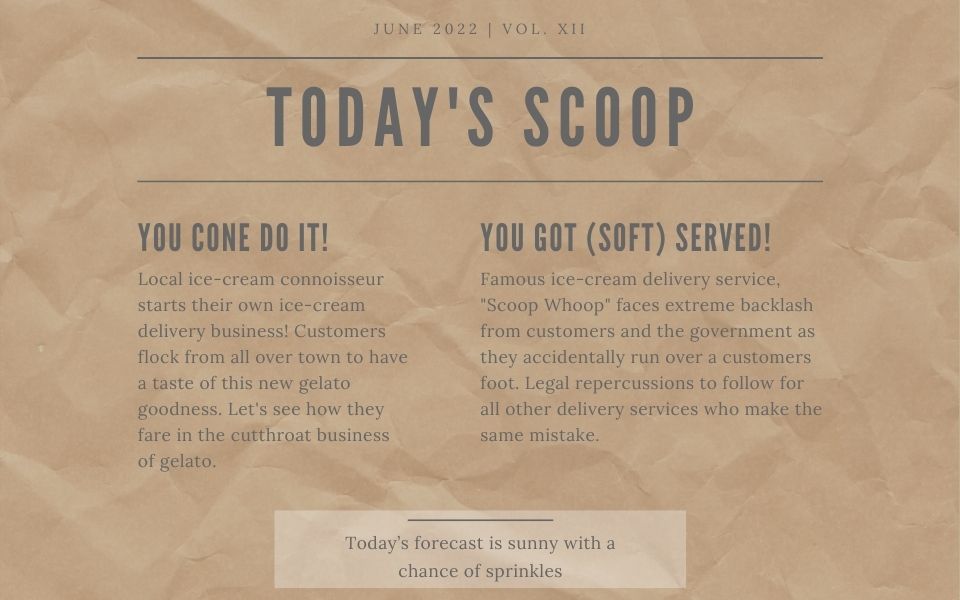 JUNE 2022 | VOL. XII
TODAY'S SCOOP
YOU CONE DO IT!
Local ice-cream connoisseur
starts their own ice-cream
delivery business! Customers
flock from all over town to have
a taste of this new gelato
goodness. Let's see how they
fare in the cutthroat business
of gelato.
YOU GOT (SOFT) SERVED!
Famous ice-cream delivery service,
"Scoop Whoop" faces extreme backlash
from customers and the government as
they accidentally run over a customers
foot. Legal repercussions to follow for
all other delivery services who make the
same mistake.
Today’s forecast is sunny with a
chance of sprinkles